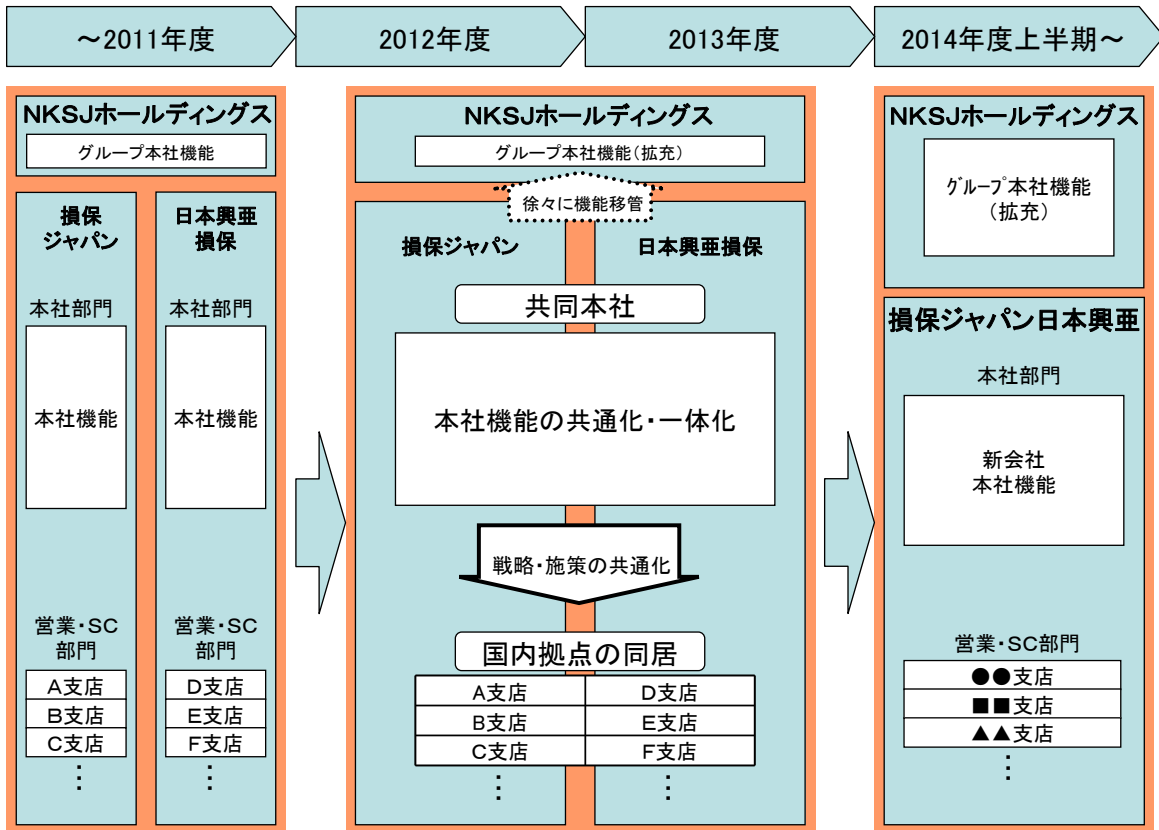 ～2011年度
2012年度
2013年度
2014年度上半期～
NKSJホールディングス
グループ本社機能
損保
ジャパン
日本興亜
損保
本社部門
本社部門
本社機能
本社機能
営業・SC
部門
営業・SC
部門
A支店
B支店
C支店
⋮
D支店
E支店
F支店
⋮
NKSJホールディングス
グループ本社機能(拡充)
徐々に機能移管
損保ジャパン
日本興亜損保
共同本社
本社機能の共通化・一体化
戦略・施策の共通化
国内拠点の同居
A支店 D支店
B支店 E支店
C支店 F支店
⋮ ⋮
NKSJホールディングス
ｸﾞﾙｰﾌﾟ本社機能
(拡充)
損保ジャパン日本興亜
本社部門
新会社
本社機能
営業・SC部門
●●支店
■■支店
▲▲支店
⋮